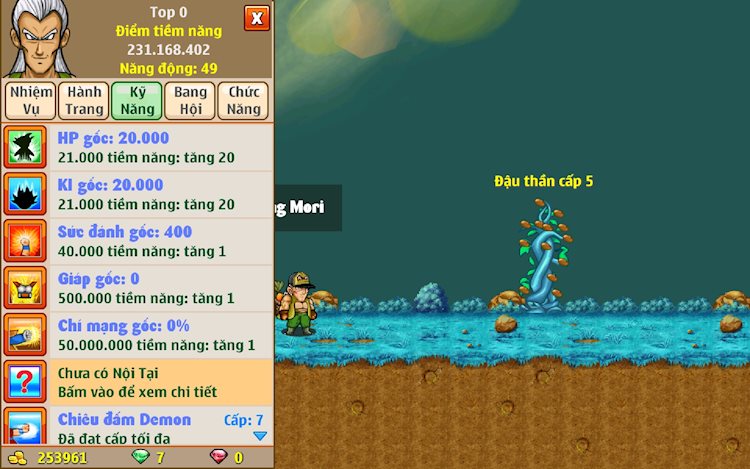 Top 0
Điểm tiềm năng
231.168.402
Năng động: 49
X
Nhiệm Vụ
Hành Trang
Kỹ Năng
Bang Hội
Chức Năng
HP gốc: 20.000
21.000 tiềm năng: tăng 20
KI gốc: 20.000
21.000 tiềm năng: tăng 20
Sức đánh gốc: 400
40.000 tiềm năng: tăng 1
Giáp gốc: 0
500.000 tiềm năng: tăng 1
Chí mạng gốc: 0%
50.000.000 tiềm năng: tăng 1
Chưa có Nội Tại
Bấm vào để xem chi tiết
Chiêu đấm Demon Cấp: 7
Đã đạt cấp tối đa
253961 7 0
Mori
Đậu thần cấp 5